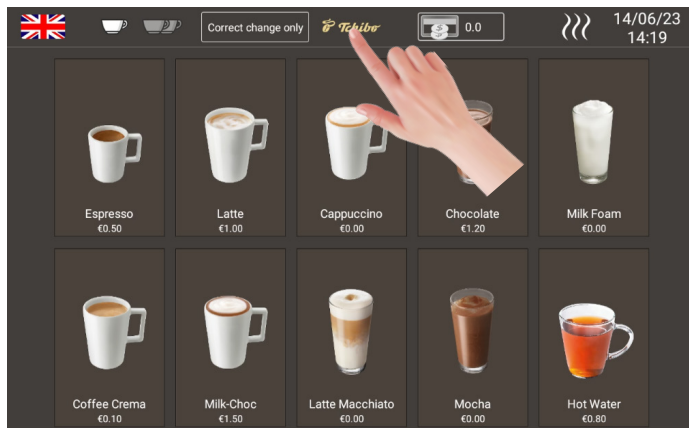 Correct change only
Tchibo
0.0
14/06/23
14:19
Espresso
€0.50
Latte
€1.00
Cappuccino
€0.00
Chocolate
€1.20
Milk Foam
€0.00
Coffee Crema
€0.10
Milk-Choc
€1.50
Latte Macchiato
€0.00
Mocha
€0.00
Hot Water
€0.80